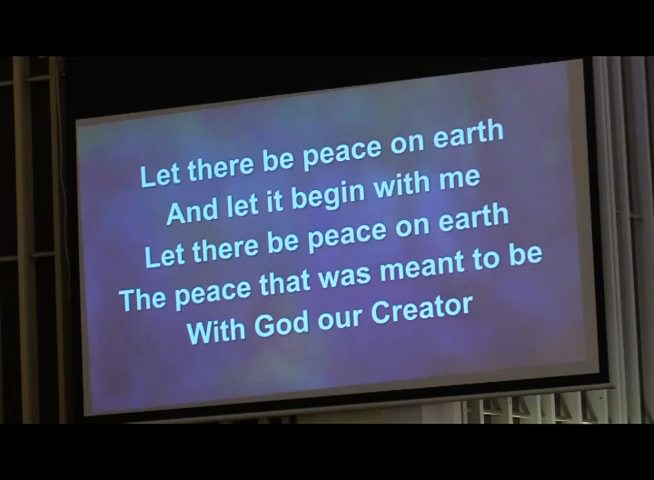 Let there be peace on earth
And let it begin with me
Let there be peace on earth
The peace that was meant to be
With God our Creator